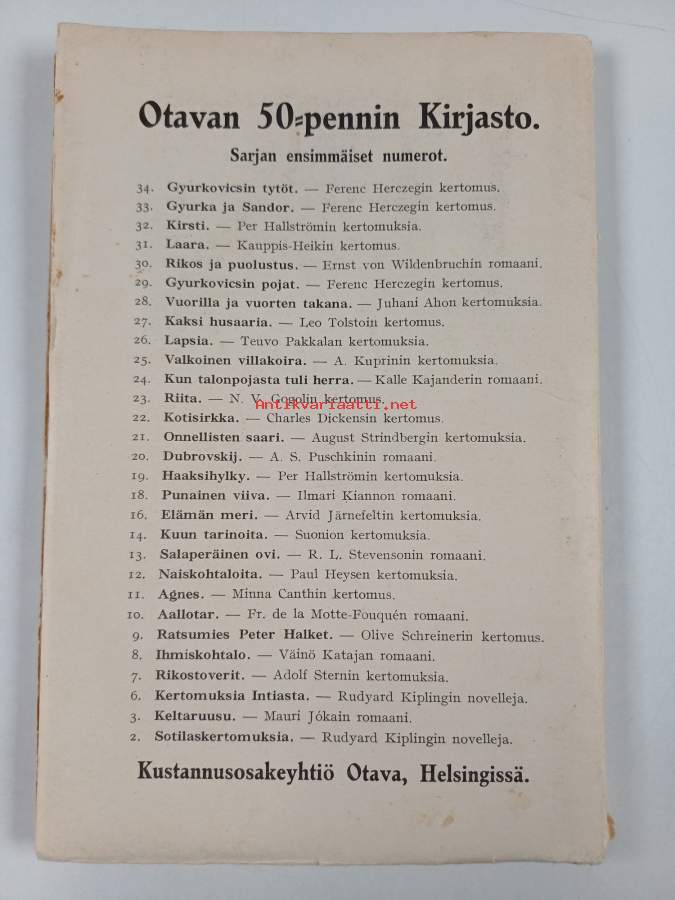 Otavan 50=pennin Kirjasto.
Sarjan ensimmäiset numerot.
34. Gyurkovicsin tytöt. — Ferenc Herczegin kertomus.
33. Gyurka ja Sandor. — Ferenc Herczegin kertomus.
32. Kirsti. — Per Hallströmin kertomuksia.
31. Laara. — Kauppis-Heikin kertomus.
30. Rikos ja puolustus. — Ernst von Wildenbruchin romaani.
29. Gyurkovicsin pojat. — Ferenc Herczegin kertomus.
28. Vuorilla ja vuorten takana. — Juhani Ahon kertomuksia.
27. Kaksi husaaria. — Leo Tolstoin kertomus.
26. Lapsia. — Teuvo Pakkalan kertomuksia.
25. Valkoinen villakoira. — A. Kuprinin kertomuksia.
24. Kun talonpojasta tuli herra. — Kalle Kajanderin romaani.
23. Riita. — N. V. Gogolin kertomus.
Antikvariaatti.net
22. Kotisirkka. — Charles Dickensin kertomus.
21. Onnellisten saari. — August Strindbergin kertomuksia.
20. Dubrovskij. — A. S. Puschkinin romaani.
19. Haaksihylky. — Per Hallströmin kertomuksia.
18. Punainen viiva. — Ilmari Kiannon romaani.
16. Elämän meri. — Arvid Järnefeltin kertomuksia.
14. Kuun tarinoita. — Suonion kertomuksia.
13. Salaperäinen ovi. — R. L. Stevensonin romaani.
12. Naiskohtaloita. — Paul Heysen kertomuksia.
11. Agnes. — Minna Canthin kertomus.
10. Aallotar. — Fr. de la Motte-Fouquén romaani.
9. Ratsumies Peter Halket. — Olive Schreinerin kertomus.
8. Ihmiskohtalo. — Väinö Katajan romaani.
7. Rikostoverit. — Adolf Sternin kertomuksia.
6. Kertomuksia Intiasta. — Rudyard Kiplingin novelleja.
3. Keltaruusu. — Mauri Jókain romaani.
2. Sotilaskertomuksia. — Rudyard Kiplingin novelleja.
Kustannusosakeyhtiö Otava, Helsingissä.